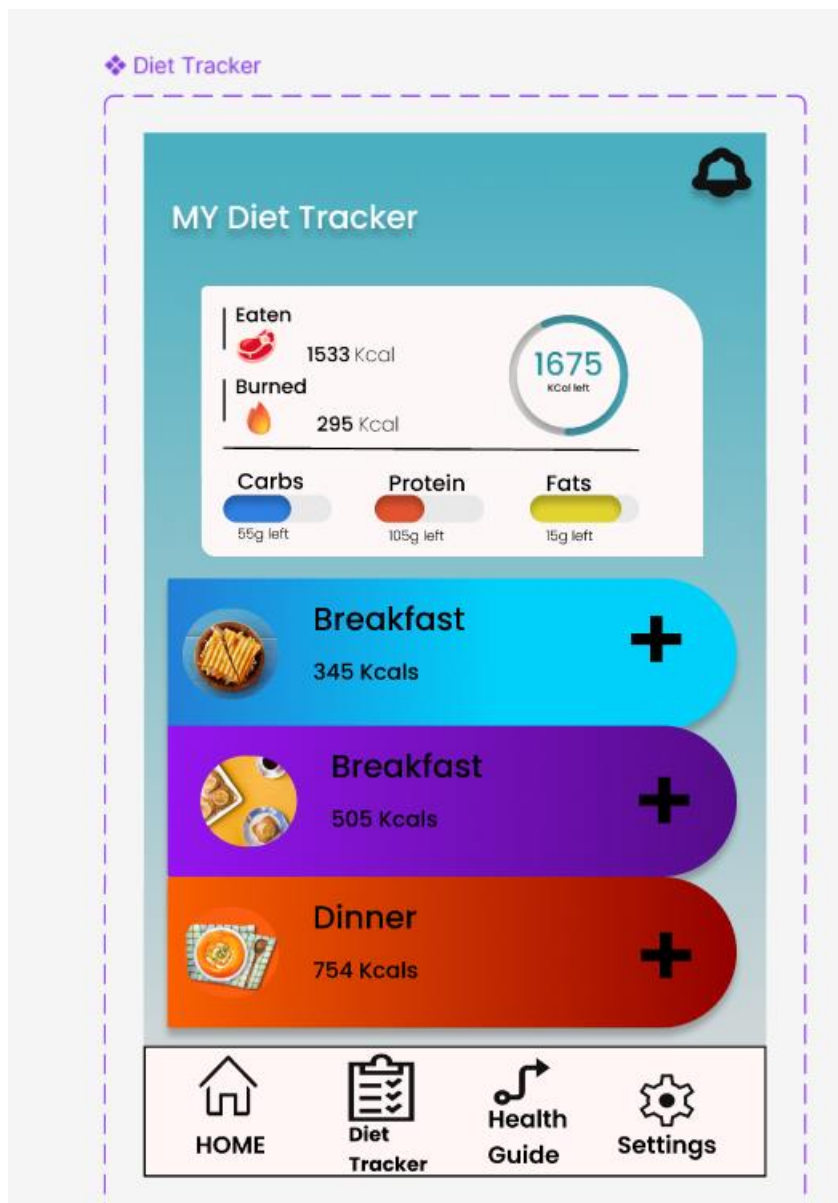 Diet Tracker
MY Diet Tracker
Eaten
1533 Kcal
Burned
295 Kcal
1675
KCal left
Carbs
Protein
Fats
55g left
105g left
15g left
Breakfast
345 Kcals
Breakfast
505 Kcals
Dinner
754 Kcals
HOME
Diet
Tracker
Health
Guide
Settings